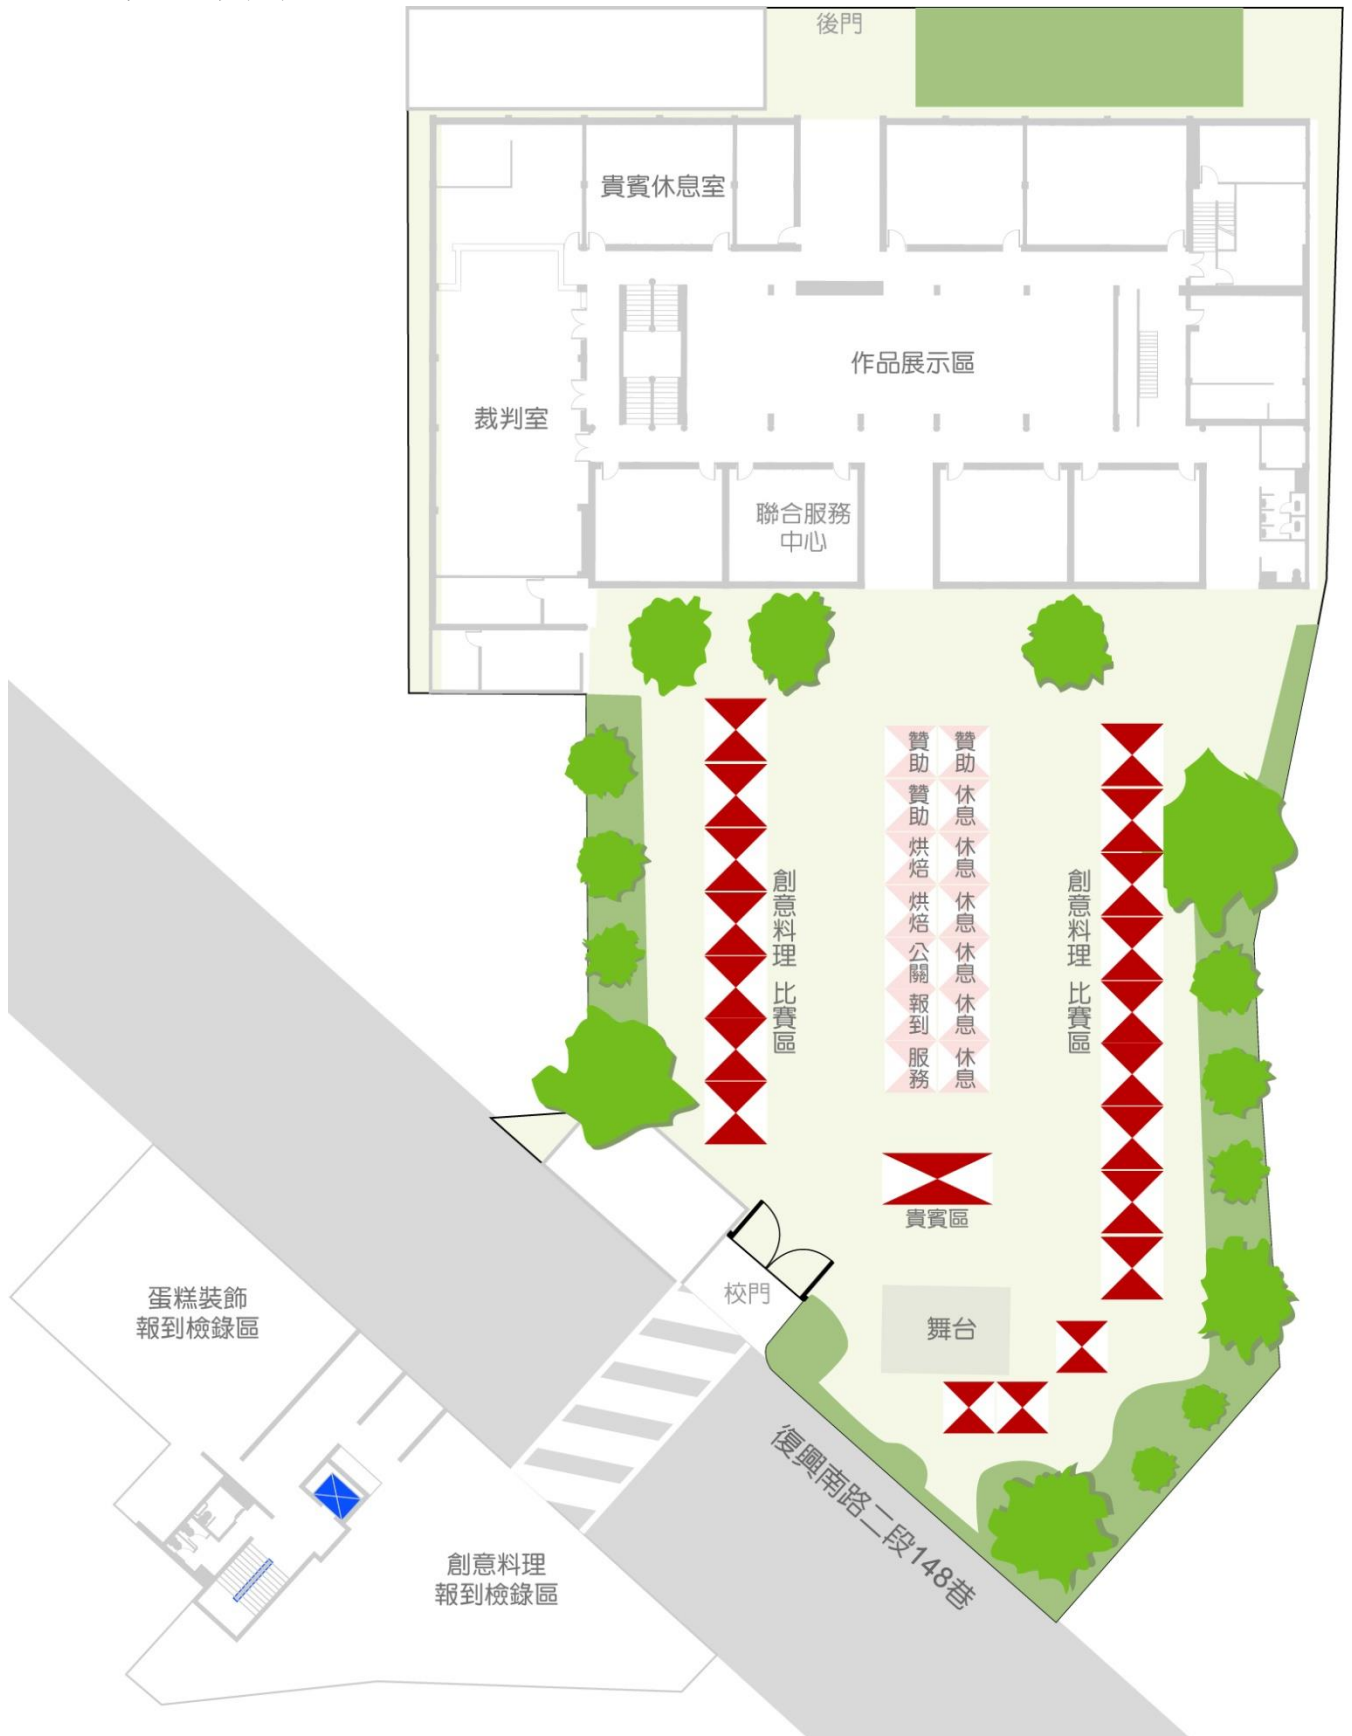 後門
貴賓休息室
作品展示區
裁判室
聯合服務
中心
贊助
贊助
贊助
休息
烘焙
休息
烘焙
休息
公關
休息
報到
休息
服務
休息
創意料理 比賽區
創意料理 比賽區
貴賓區
校門
舞台
蛋糕裝飾
報到檢錄區
復興南路二段148巷
創意料理
報到檢錄區